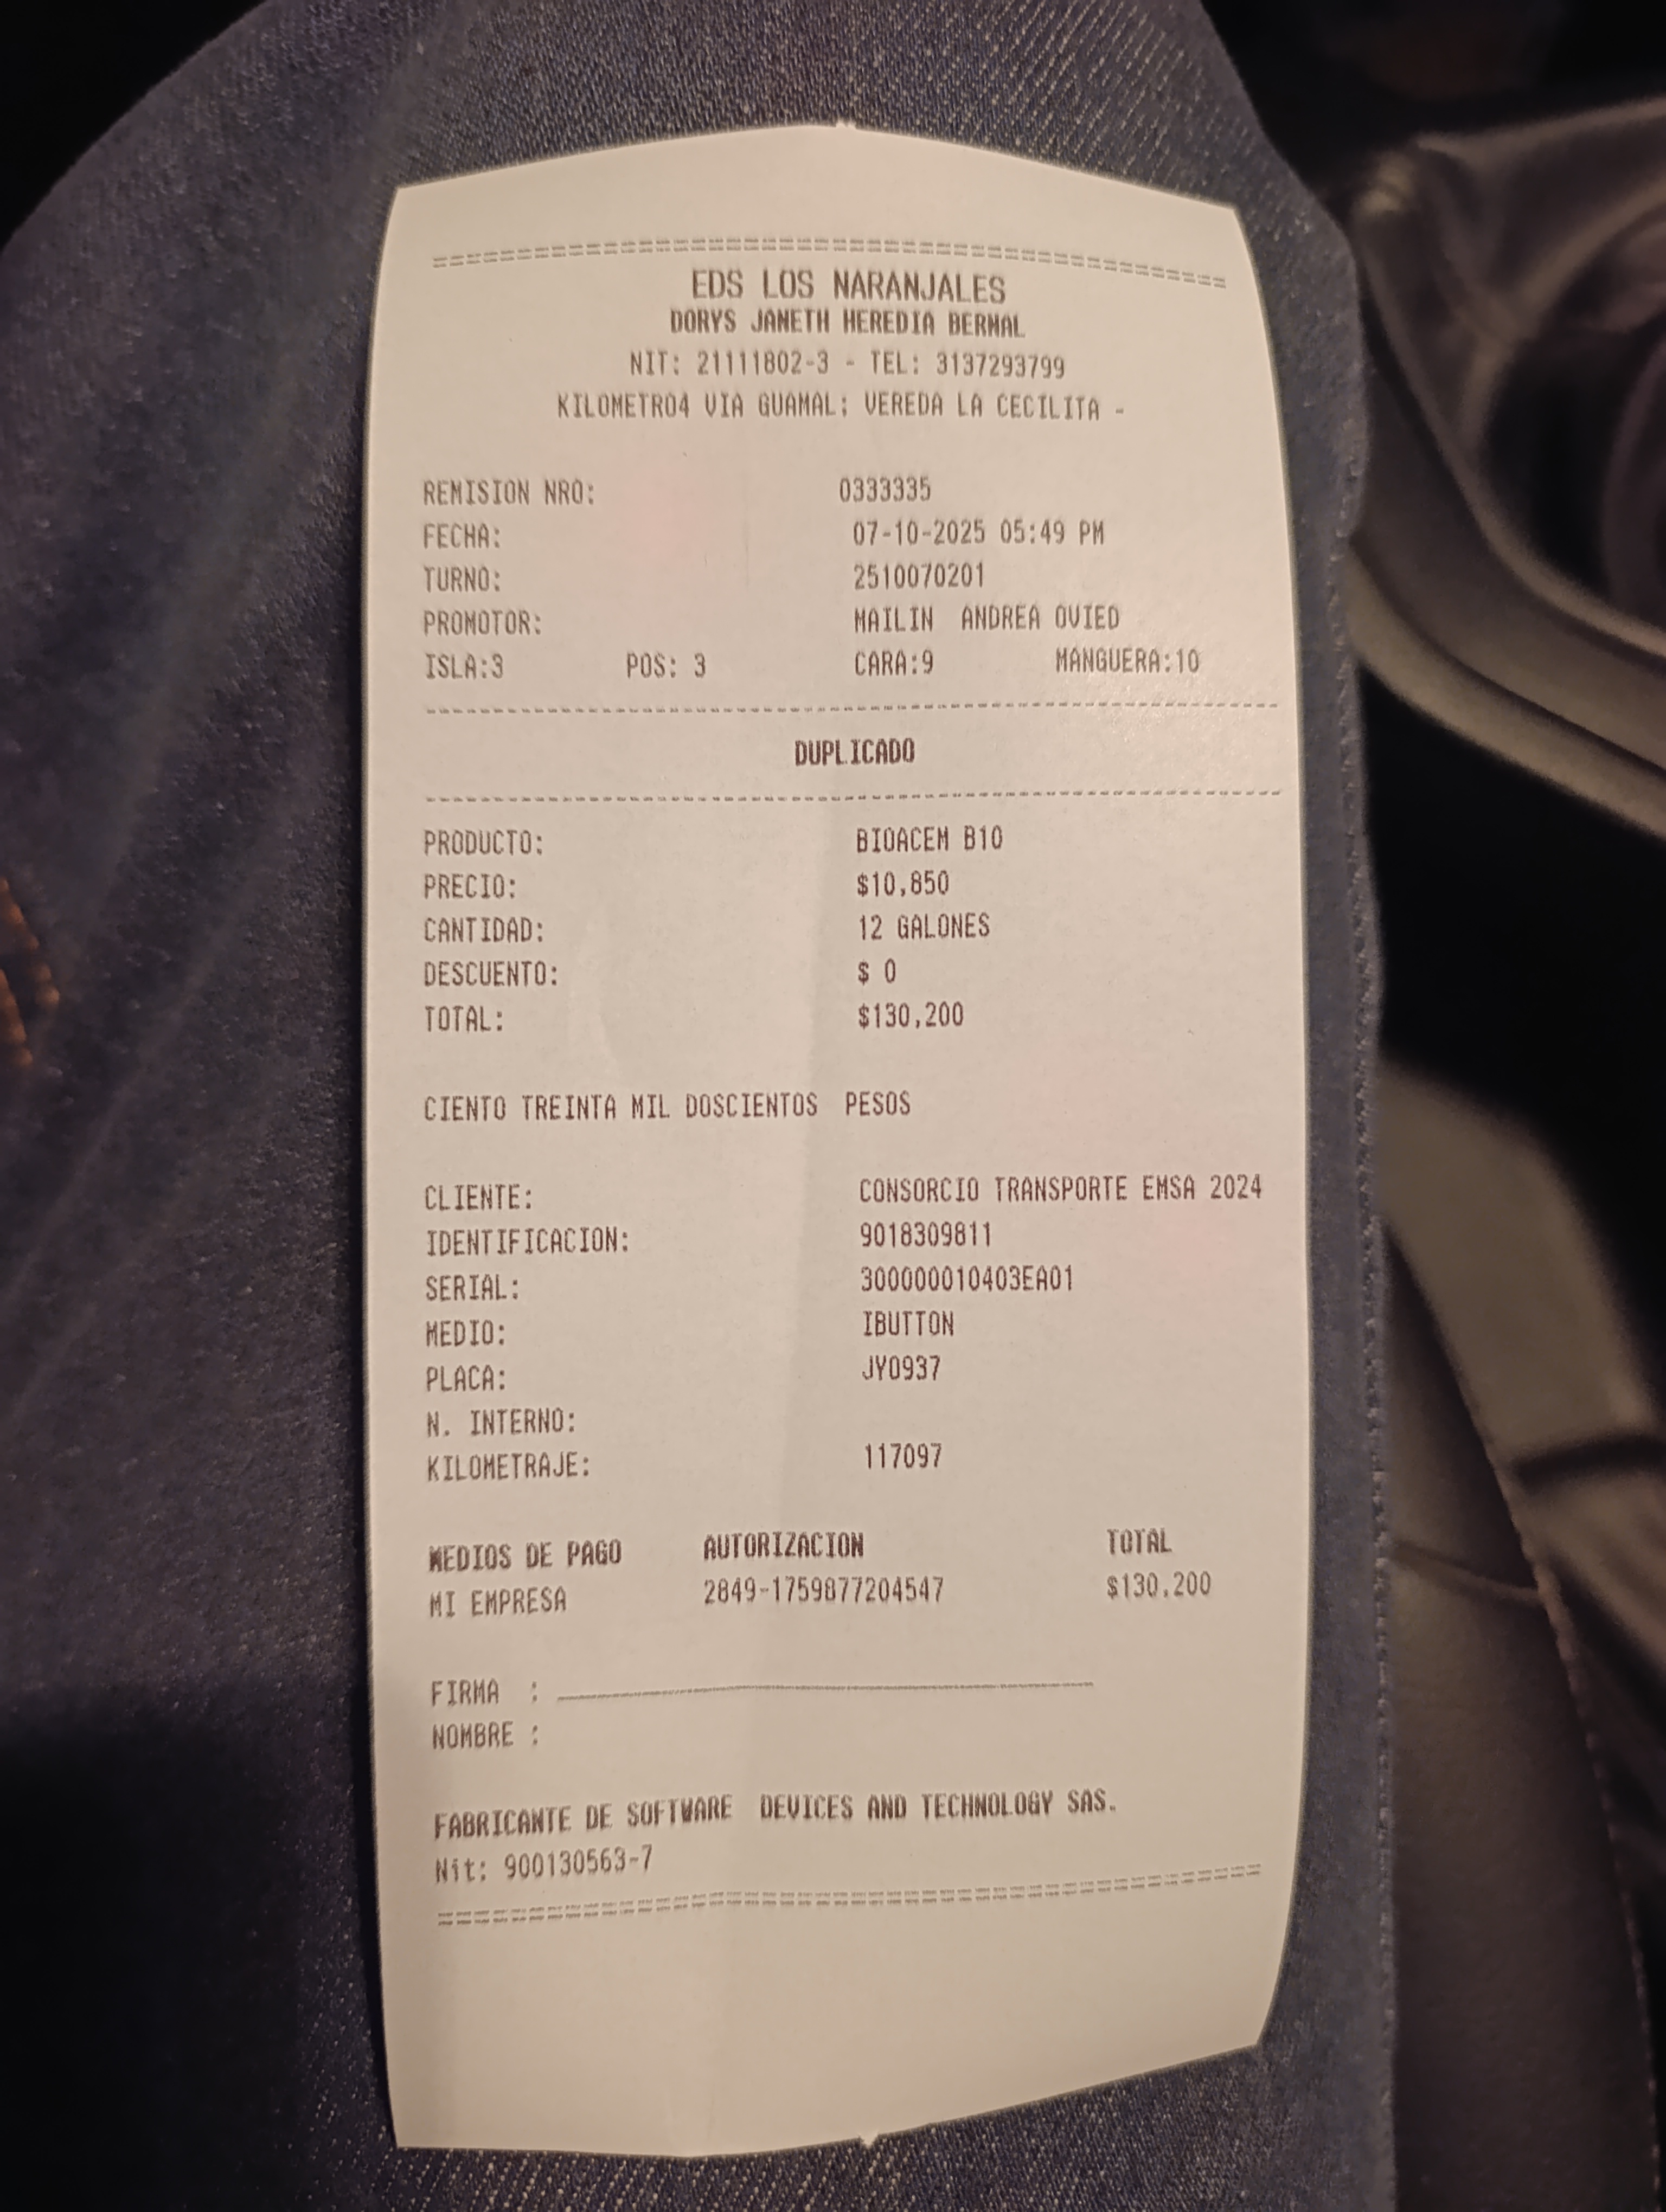 ================================================
EDS LOS NARANJALES
DORYS JANETH HEREDIA BERNAL
NIT: 21111802-3 - TEL: 3137293799
KILOMETRO4 VIA GUAMAL; VEREDA LA CECILITA -
REMISION NRO: 0333335
FECHA: 07-10-2025 05:49 PM
TURNO: 2510070201
PROMOTOR: MAILIN ANDREA OVIED
ISLA:3 POS: 3 CARA:9 MANGUERA:10
DUPLICADO
PRODUCTO: BIOACEM B10
PRECIO: $10,850
CANTIDAD: 12 GALONES
DESCUENTO: $ 0
TOTAL: $130,200
CIENTO TREINTA MIL DOSCIENTOS PESOS
CLIENTE: CONSORCIO TRANSPORTE EMSA 2024
IDENTIFICACION: 9018309811
SERIAL: 300000010403EA01
MEDIO: IBUTTON
PLACA: JYO937
N. INTERNO:
KILOMETRAJE: 117097
MEDIOS DE PAGO AUTORIZACION TOTAL
MI EMPRESA 2849-1759877204547 $130,200
FIRMA :
NOMBRE :
FABRICANTE DE SOFTWARE DEVICES AND TECHNOLOGY SAS.
Nit: 900130563-7